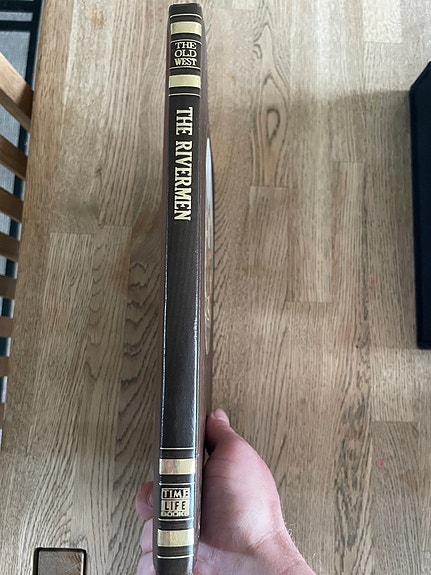 THE
OLD
WEST
THE RIVERMEN
TIME
LIFE
BOOKS